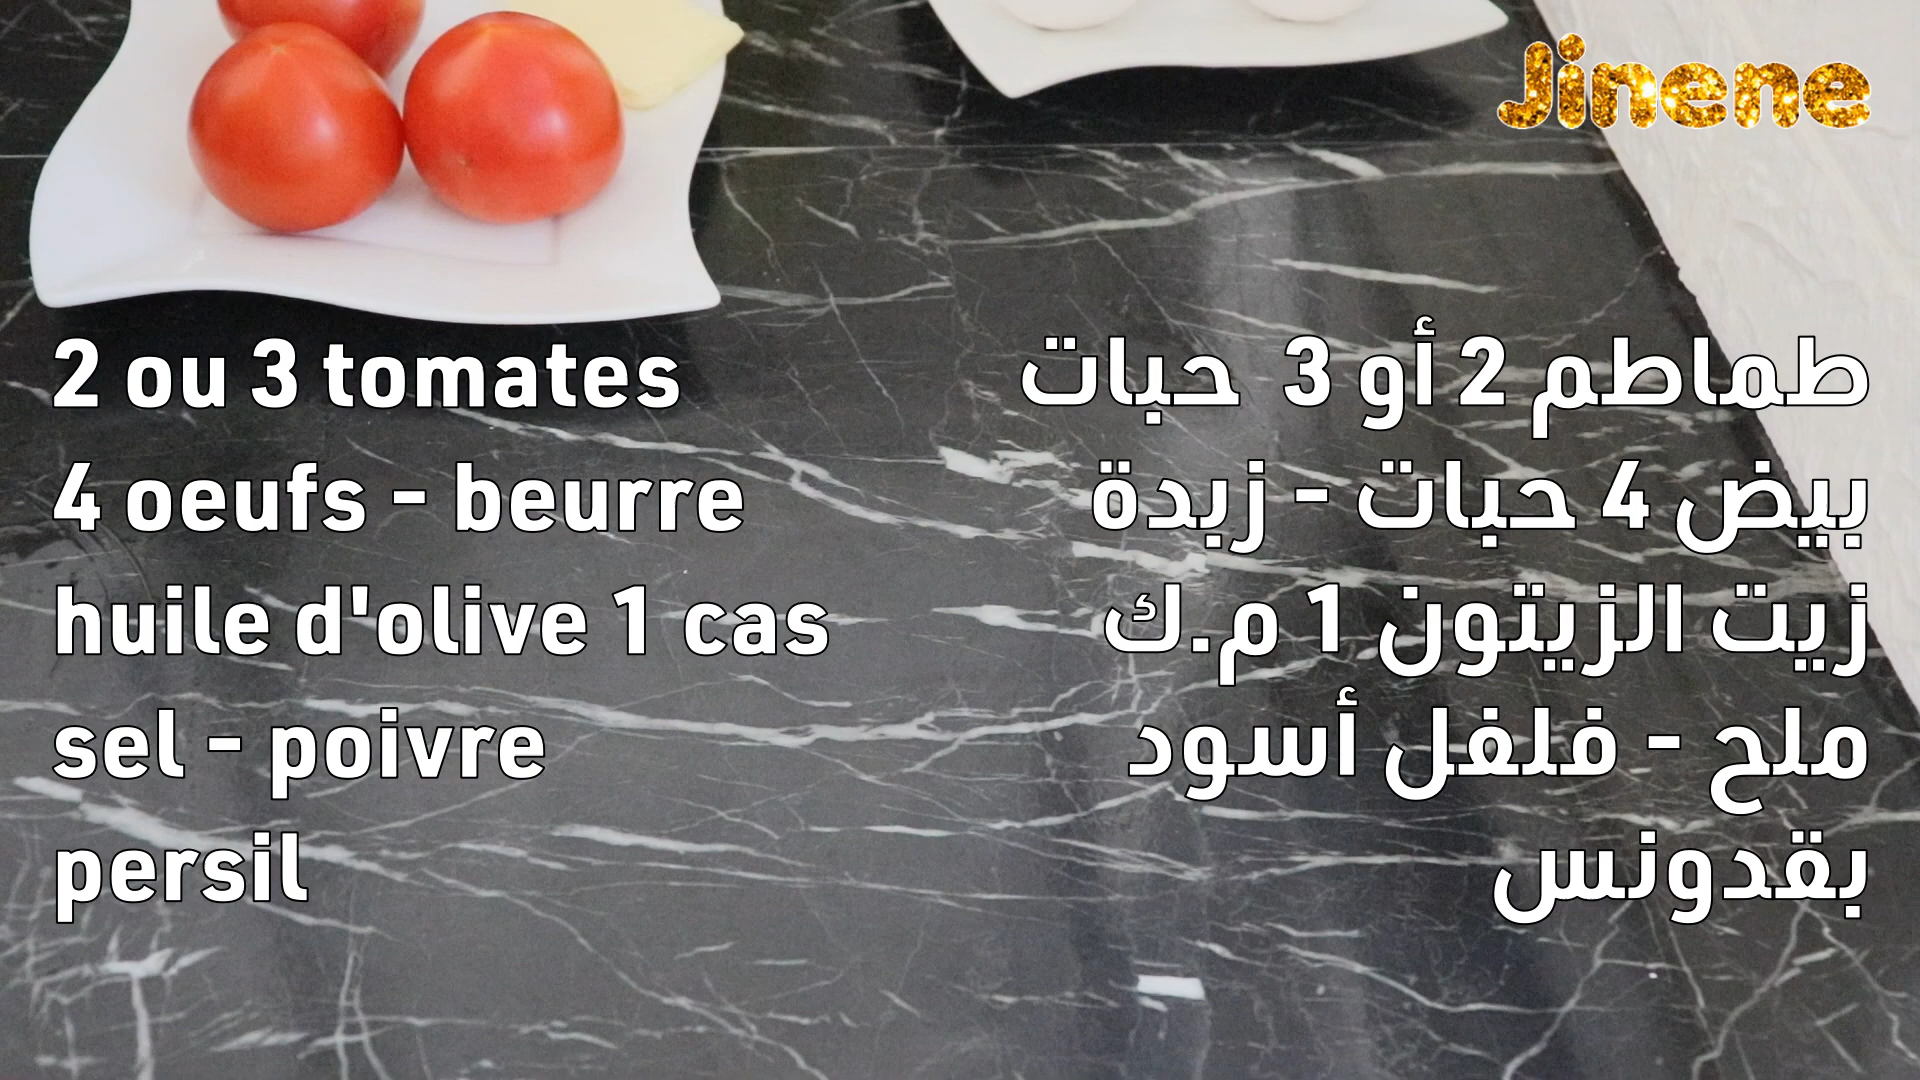 Jinene
2 ou 3 tomates
4 oeufs - beurre
huile d'olive 1 cas
sel - poivre
persil
طماطم 2 أو 3 حبات
بيض 4 حبات - زبدة
زيت الزيتون 1 م.ك
ملح - فلفل أسود
بقدونس